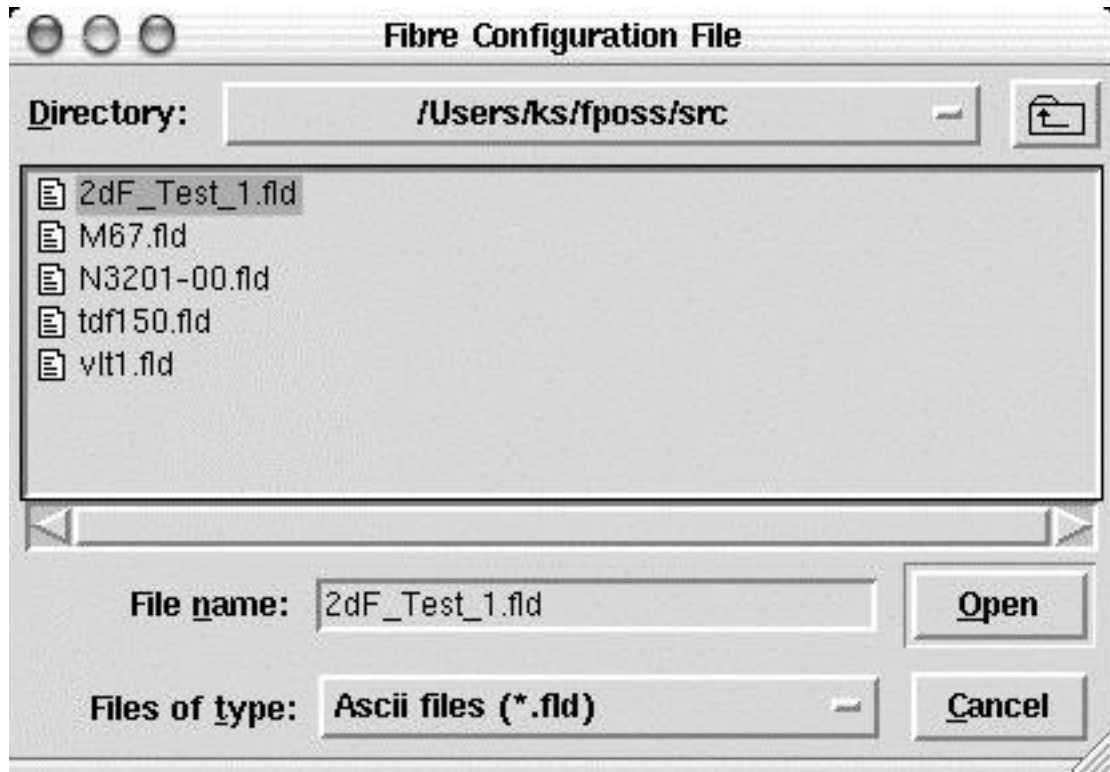 Fibre Configuration File
Directory: /Users/ks/fposs/src
2dF_Test_1.fld
M67.fld
N3201-00.fld
tdf150.fld
vlt1.fld
File name: 2dF_Test_1.fld Open
Files of type: Ascii files (*.fld) Cancel